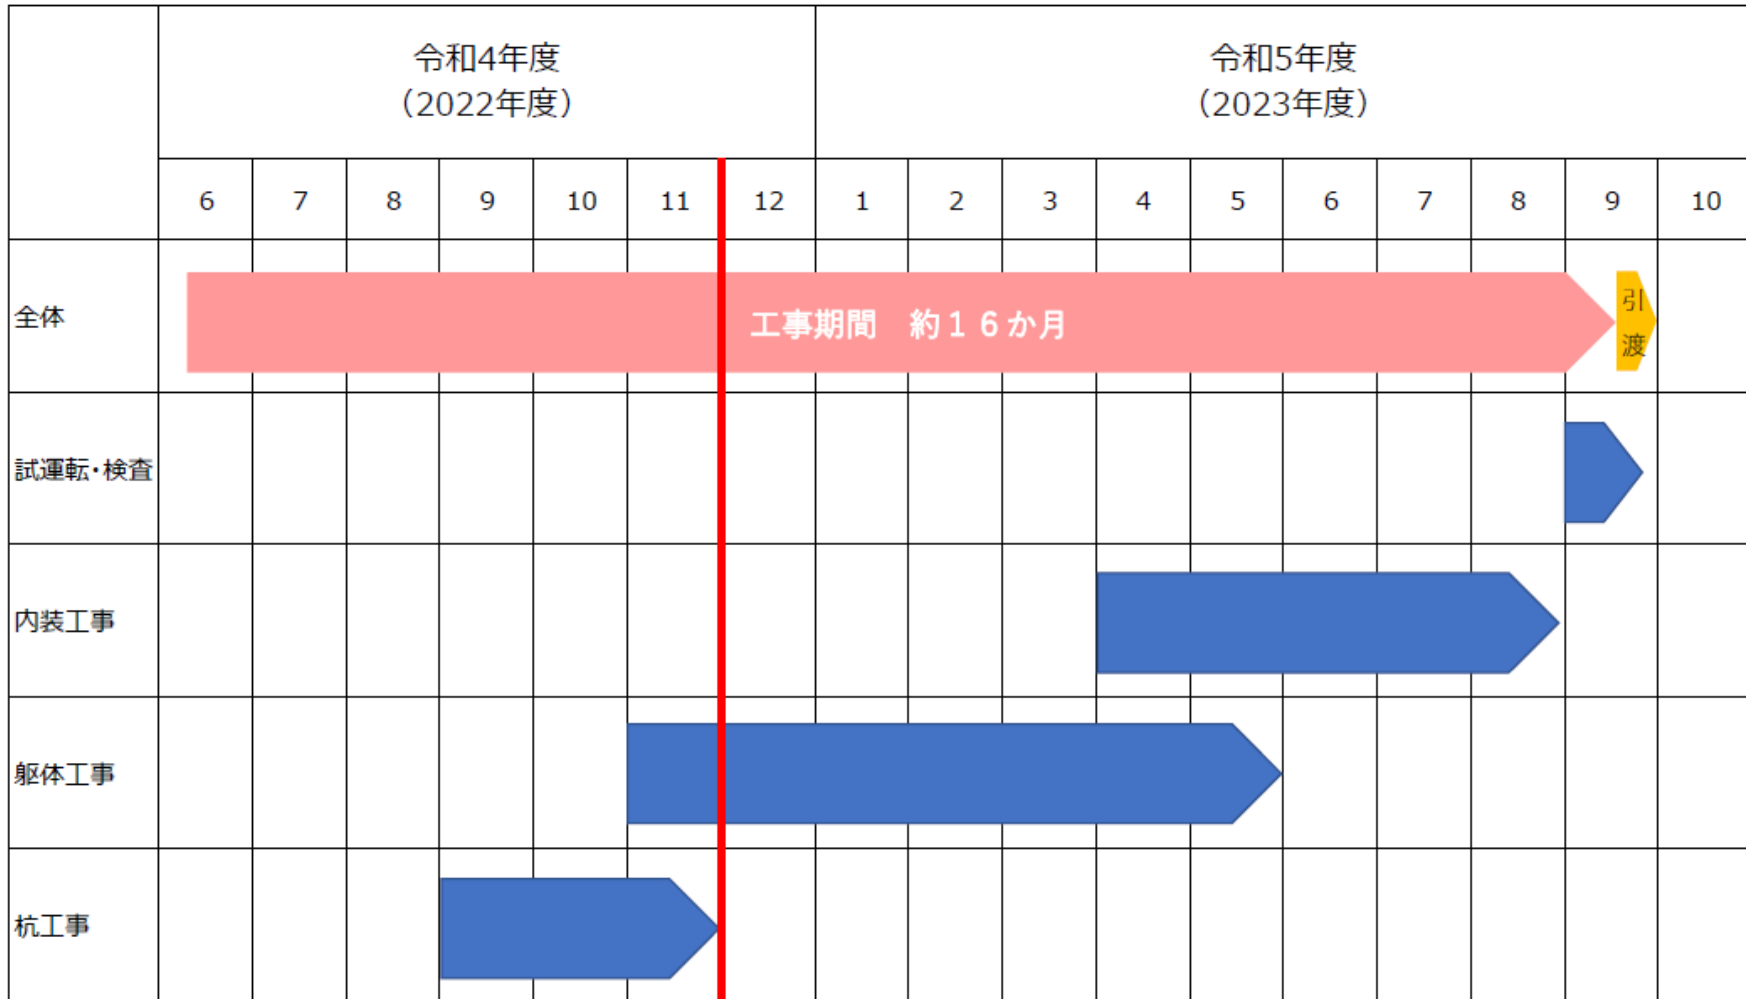 令和4年度
（2022年度）
令和5年度
（2023年度）
6 7 8 9 10 11 12 1 2 3 4 5 6 7 8 9 10
全体
工事期間　約１６か月
引
渡
試運転・検査
内装工事
躯体工事
杭工事